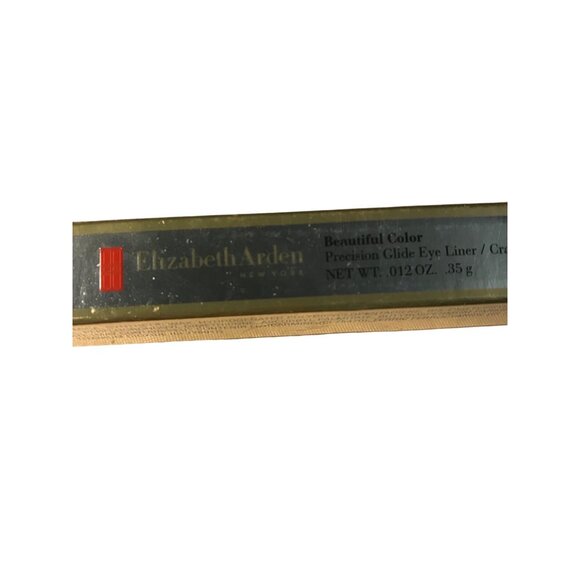 Elizabeth Arden
NEW YORK
Beautiful Color
Precision Glide Eye Liner / Cra
NET WT. .012 OZ. .35 g